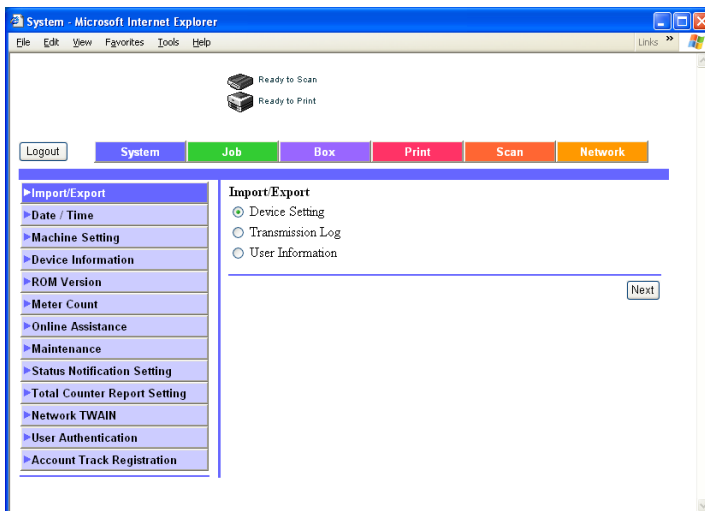 System - Microsoft Internet Explorer
File Edit View Favorites Tools Help Links »
Ready to Scan
Ready to Print
Logout System Job Box Print Scan Network
Import/Export
Date / Time
Machine Setting
Device Information
ROM Version
Meter Count
Online Assistance
Maintenance
Status Notification Setting
Total Counter Report Setting
Network TWAIN
User Authentication
Account Track Registration
Import/Export
Device Setting
Transmission Log
User Information
Next